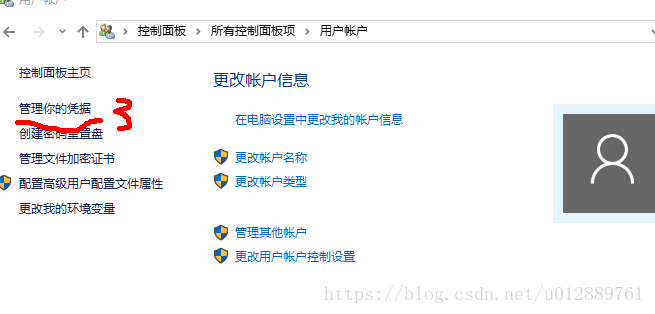 用户帐户
控制面板 所有控制面板项 用户帐户
控制面板主页
管理你的凭据
3
创建密码重置盘
管理文件加密证书
配置高级用户配置文件属性
更改我的环境变量
更改帐户信息
在电脑设置中更改我的帐户信息
更改帐户名称
更改帐户类型
管理其他帐户
更改用户帐户控制设置
https://blog.csdn.net/u012889761